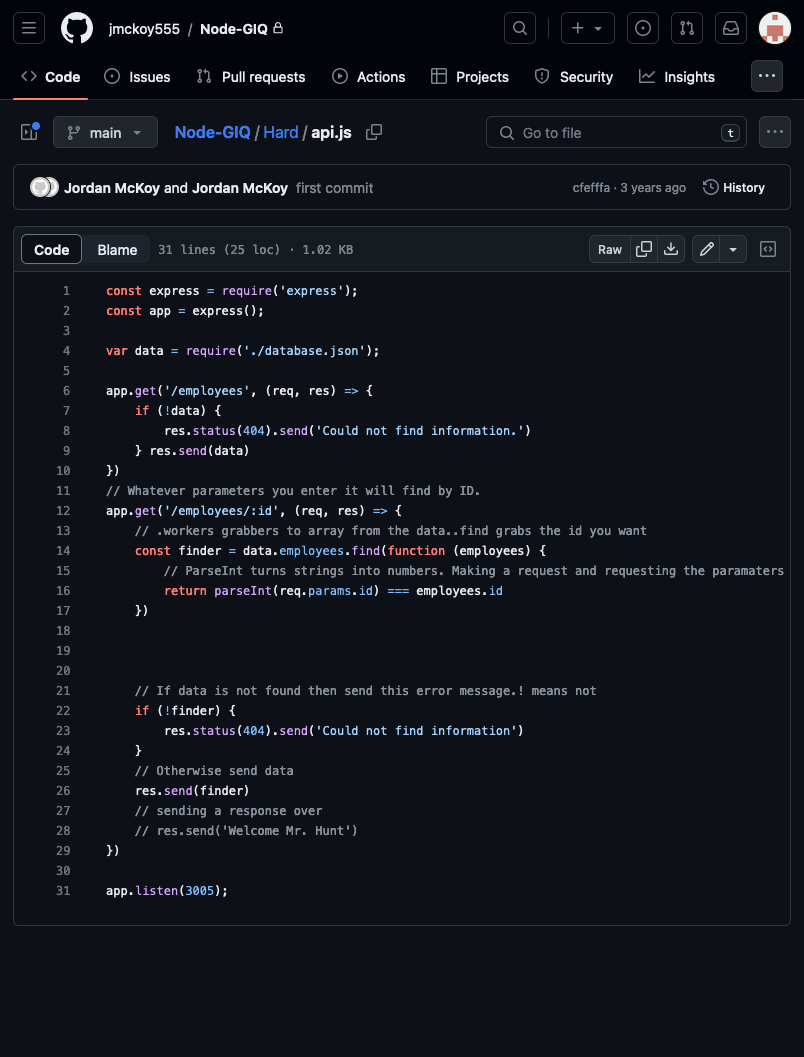 jmckoy555 / Node-GIQ
Code Issues Pull requests Actions Projects Security Insights
main Node-GIQ / Hard / api.js Go to file t
Jordan McKoy and Jordan McKoy first commit cfefffa · 3 years ago History
Code Blame 31 lines (25 loc) · 1.02 KB Raw
1 const express = require('express');
2 const app = express();
3
4 var data = require('./database.json');
5
6 app.get('/employees', (req, res) => {
7     if (!data) {
8         res.status(404).send('Could not find information.')
9     } res.send(data)
10 })
11 // Whatever parameters you enter it will find by ID.
12 app.get('/employees/:id', (req, res) => {
13     // .workers grabbers to array from the data..find grabs the id you want
14     const finder = data.employees.find(function (employees) {
15         // ParseInt turns strings into numbers. Making a request and requesting the paramaters
16         return parseInt(req.params.id) === employees.id
17     })
18
19
20
21     // If data is not found then send this error message.! means not
22     if (!finder) {
23         res.status(404).send('Could not find information')
24     }
25     // Otherwise send data
26     res.send(finder)
27     // sending a response over
28     // res.send('Welcome Mr. Hunt')
29 })
30
31 app.listen(3005);